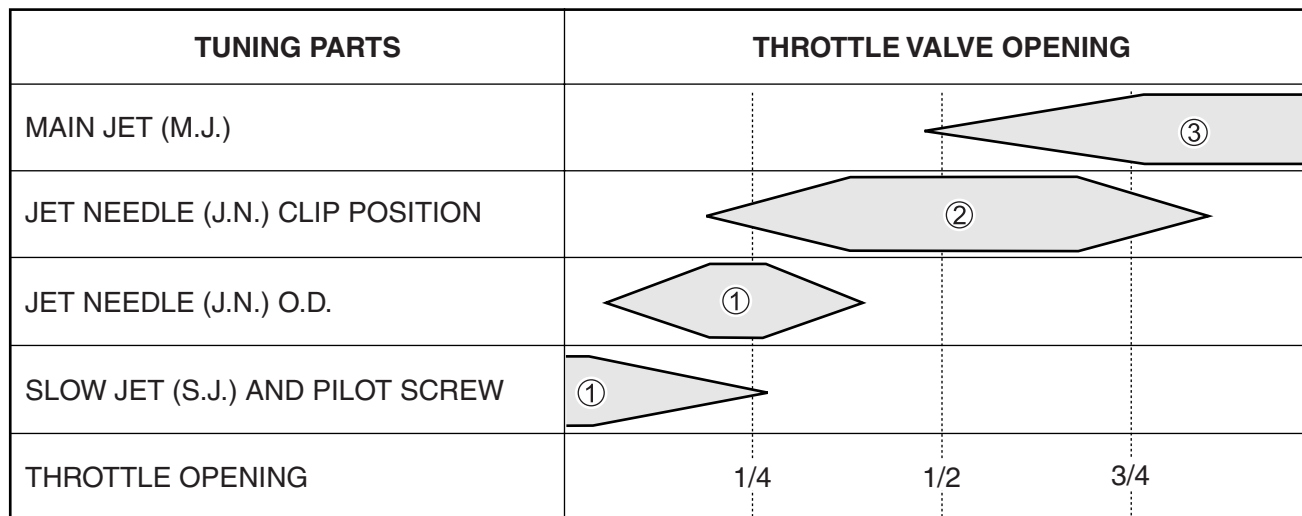 TUNING PARTS THROTTLE VALVE OPENING
MAIN JET (M.J.) ③
JET NEEDLE (J.N.) CLIP POSITION ②
JET NEEDLE (J.N.) O.D. ①
SLOW JET (S.J.) AND PILOT SCREW ①
THROTTLE OPENING 1/4 1/2 3/4